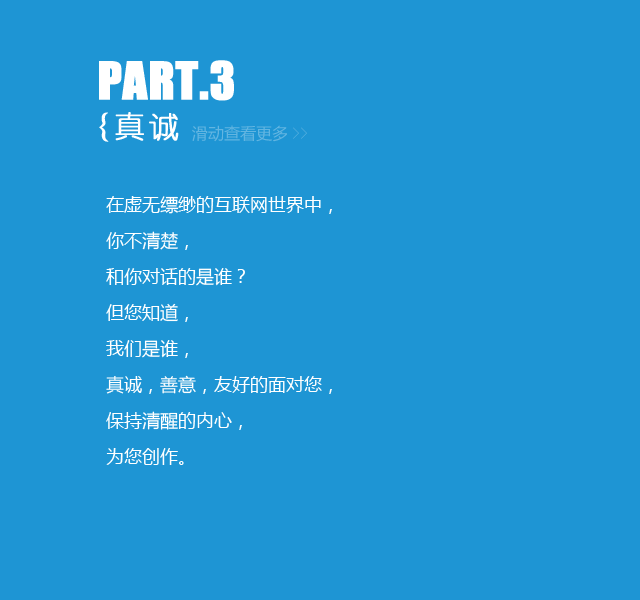 PART.3
{真诚 滑动查看更多 >>
在虚无缥缈的互联网世界中，
你不清楚，
和你对话的是谁？
但您知道，
我们是谁，
真诚，善意，友好的面对您，
保持清醒的内心，
为您创作。